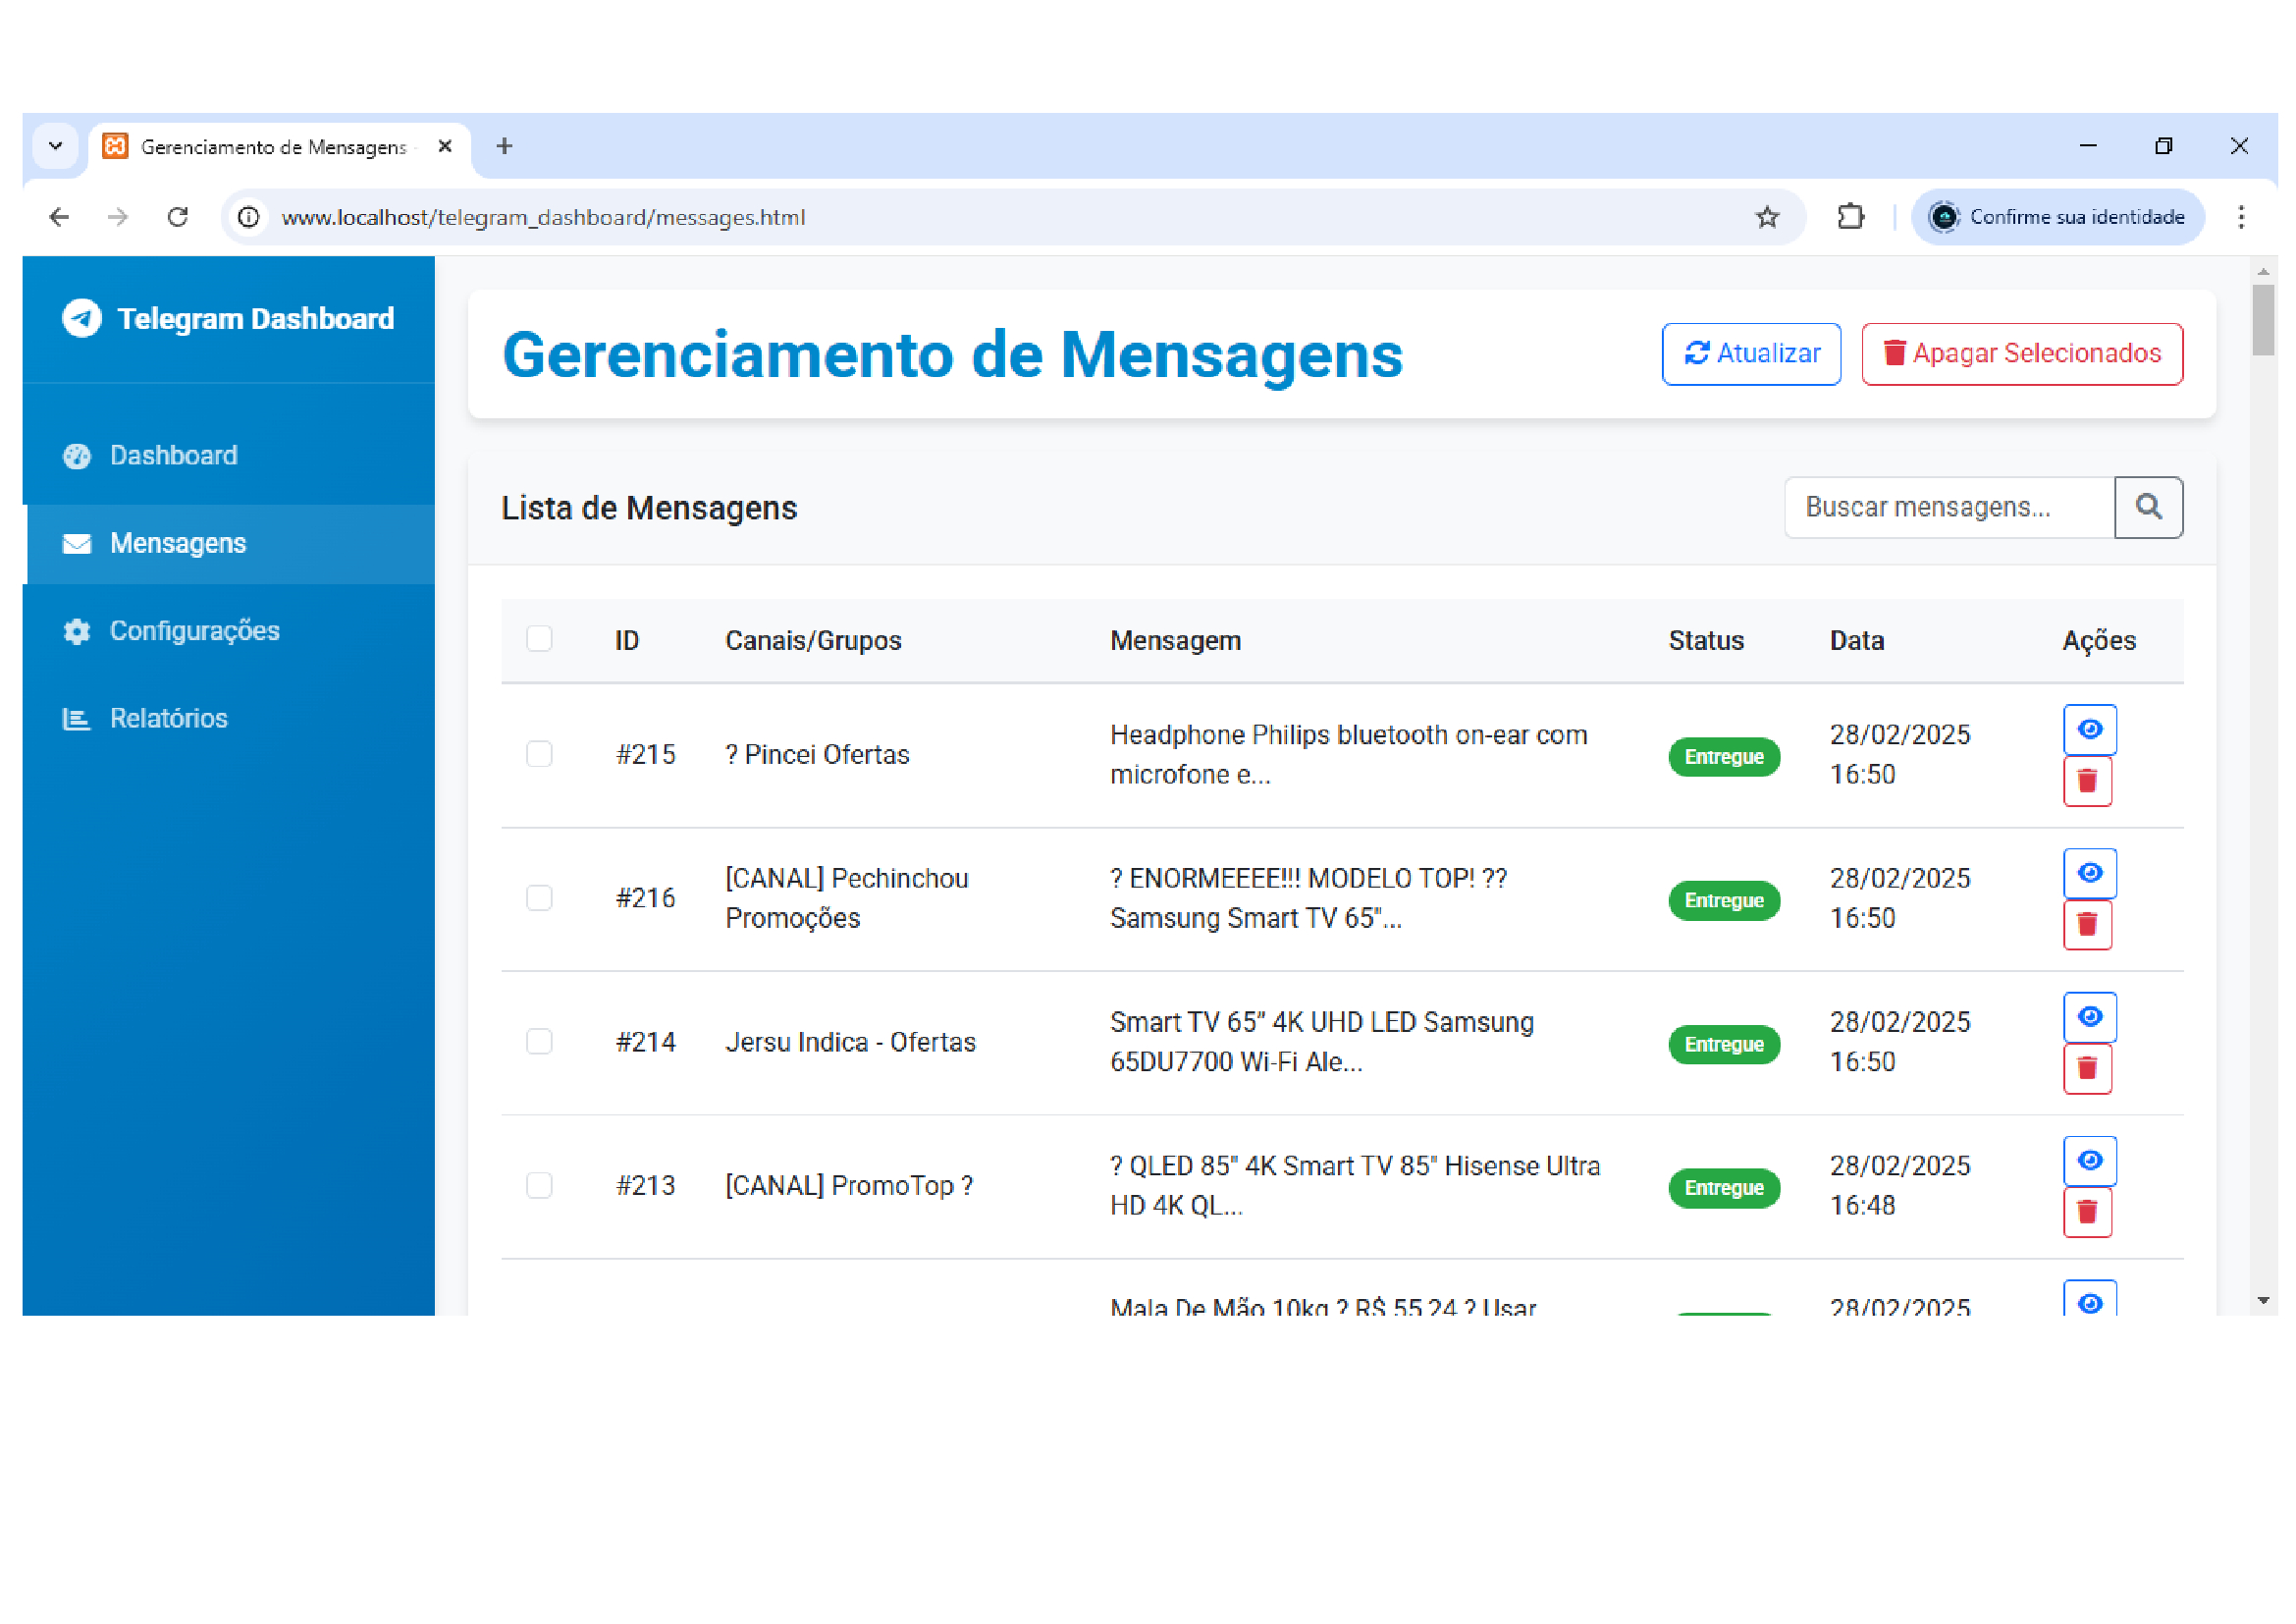 Gerenciamento de Mensagens -
www.localhost/telegram_dashboard/messages.html
Confirme sua identidade
Telegram Dashboard
Dashboard
Mensagens
Configurações
Relatórios
Gerenciamento de Mensagens
Atualizar
Apagar Selecionados
Lista de Mensagens
Buscar mensagens...
ID Canais/Grupos Mensagem Status Data Ações
#215 ? Pincei Ofertas
Headphone Philips bluetooth on-ear com
microfone e...
Entregue
28/02/2025
16:50
#216
[CANAL] Pechinchou
Promoções
? ENORMEEEE!!! MODELO TOP! ??
Samsung Smart TV 65"...
Entregue
28/02/2025
16:50
#214 Jersu Indica - Ofertas
Smart TV 65” 4K UHD LED Samsung
65DU7700 Wi-Fi Ale...
Entregue
28/02/2025
16:50
#213 [CANAL] PromoTop ?
? QLED 85" 4K Smart TV 85" Hisense Ultra
HD 4K QL...
Entregue
28/02/2025
16:48
Mala De Mão 10kg ? R$ 55,24 ? Usar
28/02/2025